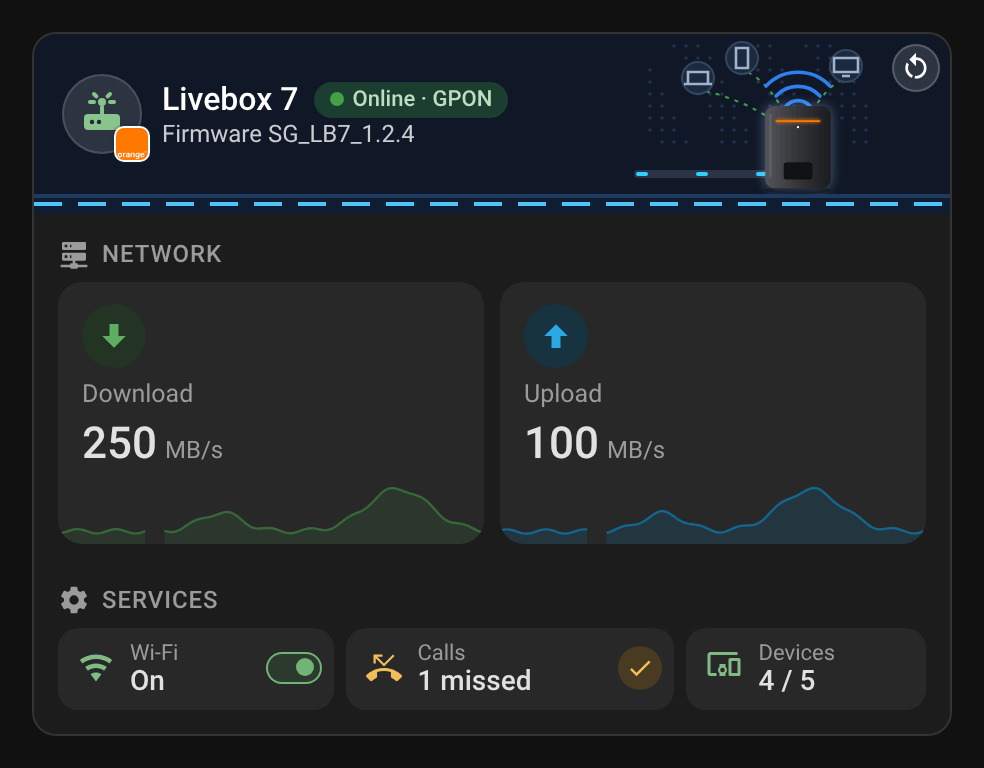 Livebox 7
Online · GPON
Firmware SG_LB7_1.2.4
orange
NETWORK
Download
250 MB/s
Upload
100 MB/s
SERVICES
Wi-Fi
On
Calls
1 missed
Devices
4 / 5